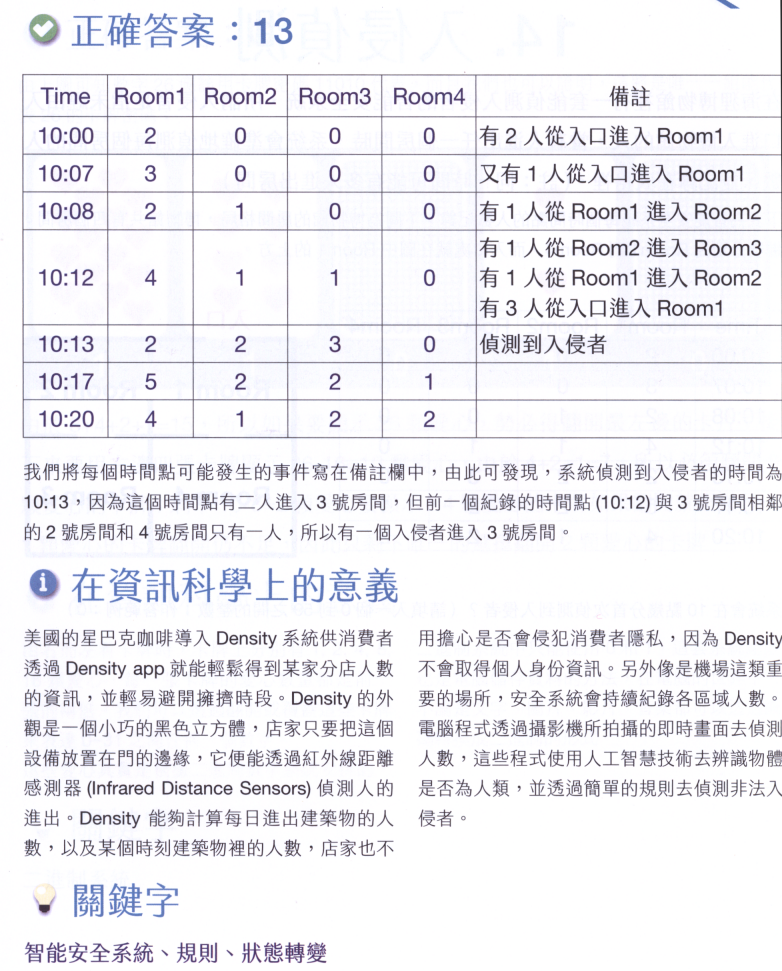 正確答案：13
Time Room1 Room2 Room3 Room4 備註
10:00 2 0 0 0 有 2 人從入口進入 Room1
10:07 3 0 0 0 又有 1 人從入口進入 Room1
10:08 2 1 0 0 有 1 人從 Room1 進入 Room2
10:12 4 1 1 0 有 1 人從 Room2 進入 Room3
有 1 人從 Room1 進入 Room2
有 3 人從入口進入 Room1
10:13 2 2 3 0 偵測到入侵者
10:17 5 2 2 1
10:20 4 1 2 2
我們將每個時間點可能發生的事件寫在備註欄中，由此可發現，系統偵測到入侵者的時間為
10:13，因為這個時間點有二人進入 3 號房間，但前一個紀錄的時間點 (10:12) 與 3 號房間相鄰
的 2 號房間和 4 號房間只有一人，所以有一個入侵者進入 3 號房間。
在資訊科學上的意義
美國的星巴克咖啡導入 Density 系統供消費者
透過 Density app 就能輕鬆得到某家分店人數
的資訊，並輕易避開擁擠時段。Density 的外
觀是一個小巧的黑色立方體，店家只要把這個
設備放置在門的邊緣，它便能透過紅外線距離
感測器 (Infrared Distance Sensors) 偵測人的
進出。Density 能夠計算每日進出建築物的人
數，以及某個時刻建築物裡的人數，店家也不
用擔心是否會侵犯消費者隱私，因為 Density
不會取得個人身份資訊。另外像是機場這類重
要的場所，安全系統會持續紀錄各區域人數。
電腦程式透過攝影機所拍攝的即時畫面去偵測
人數，這些程式使用人工智慧技術去辨識物體
是否為人類，並透過簡單的規則去偵測非法入
侵者。
關鍵字
智能安全系統、規則、狀態轉變